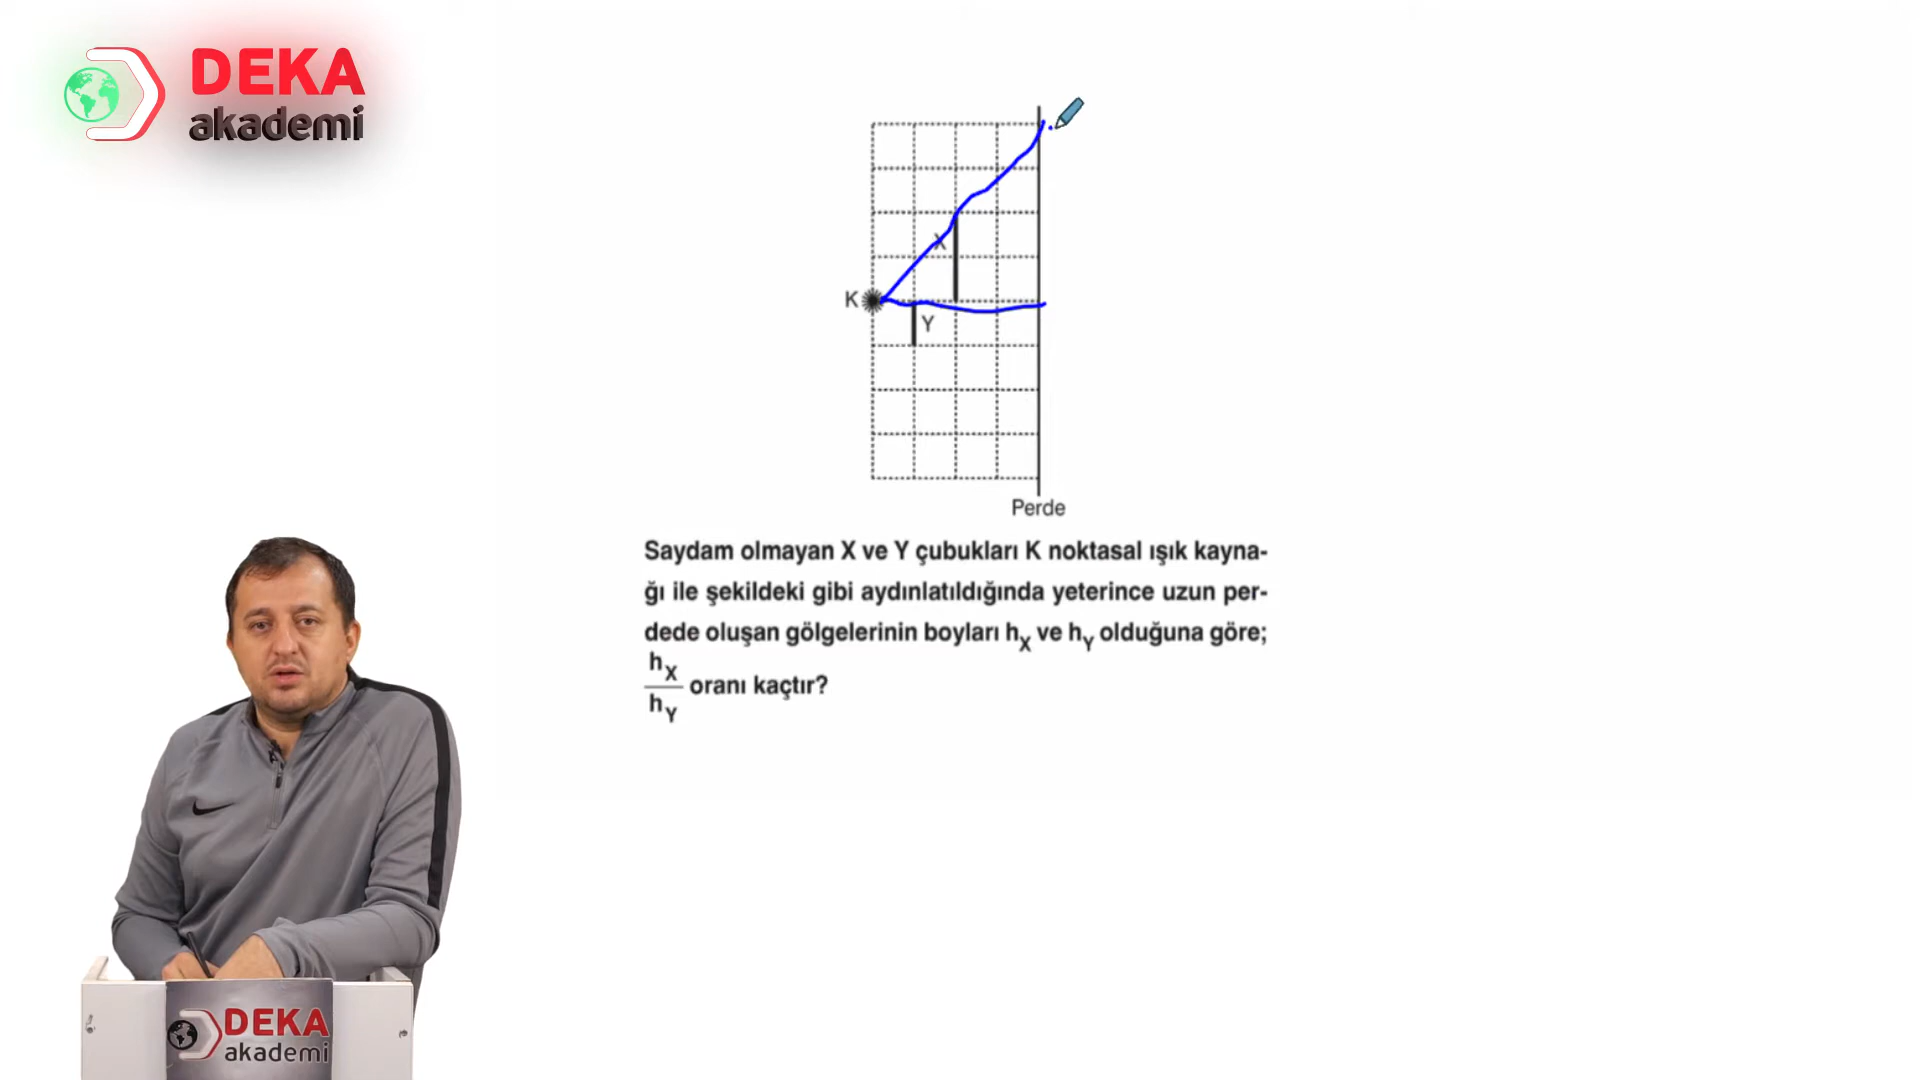 DEKA
akademi
X
K
Y
Perde
Saydam olmayan X ve Y çubukları K noktasal ışık kayna-
ğı ile şekildeki gibi aydınlatıldığında yeterince uzun per-
dede oluşan gölgelerinin boyları hX ve hY olduğuna göre;
hX
hY
oranı kaçtır?
DEKA
akademi